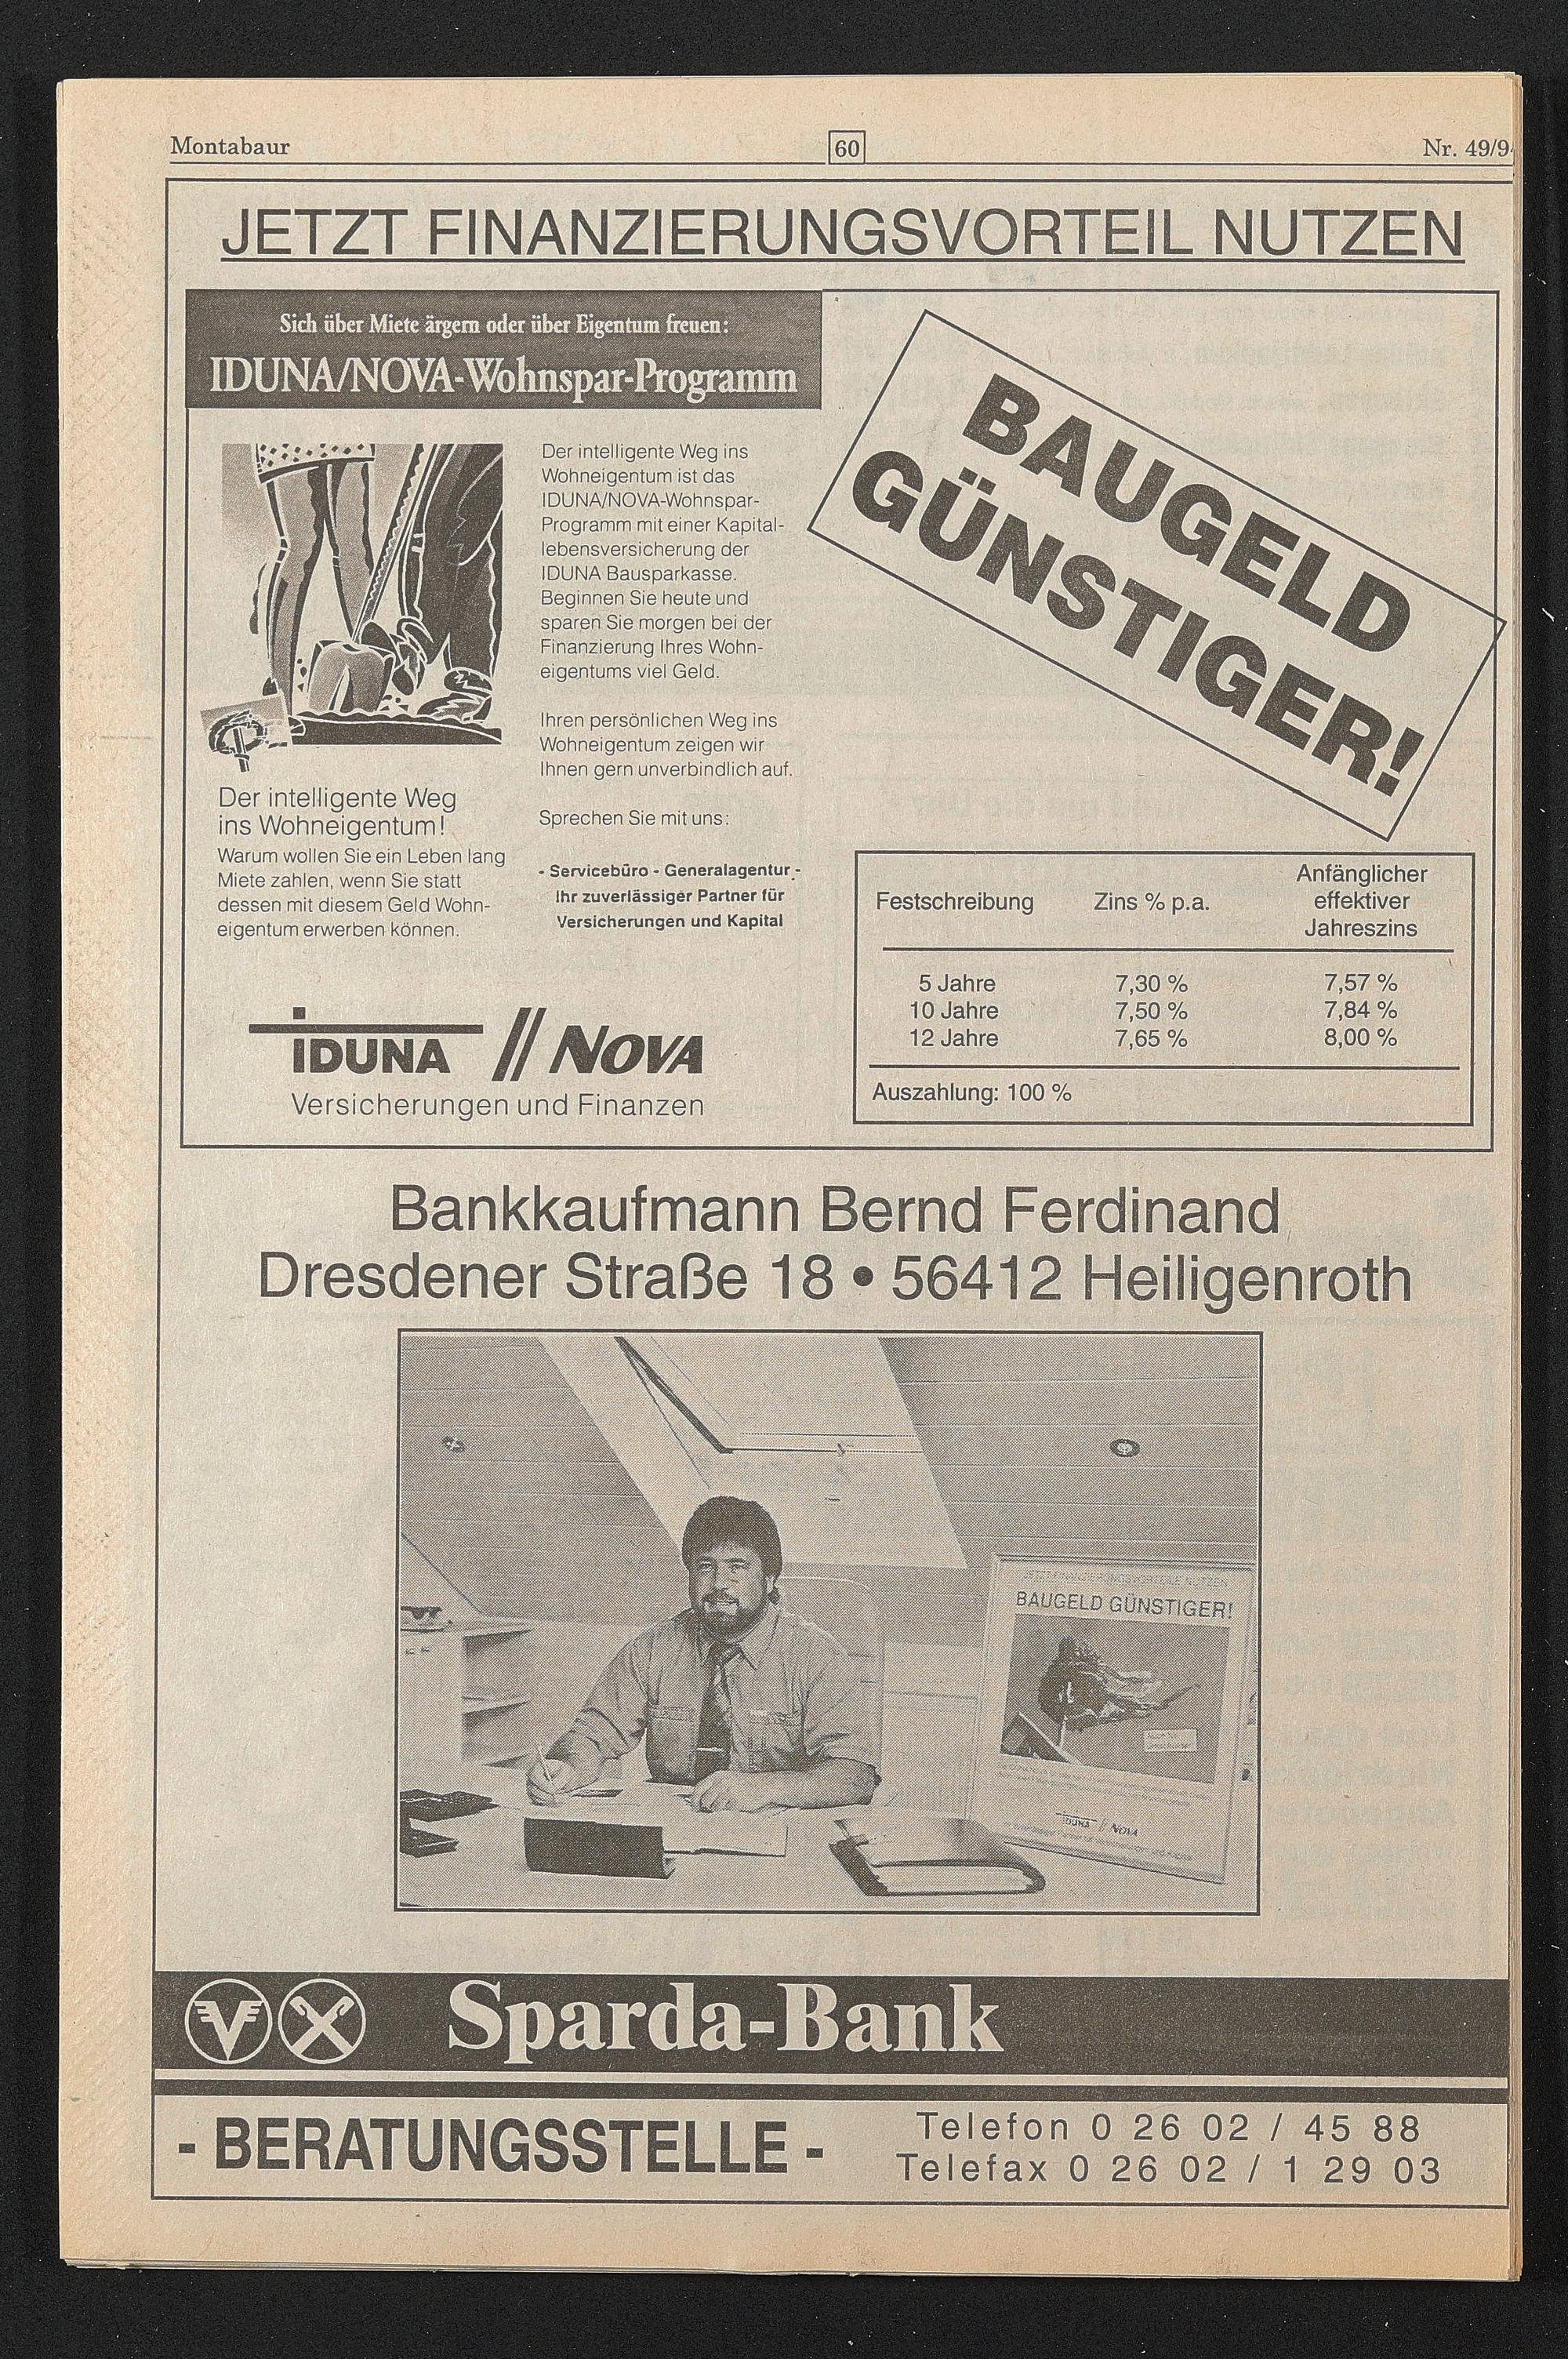 Montabaur
60
Nr. 49/9
JETZT FINANZIERUNGSVORTEIL NUTZEN
Sich über Miete ärgern oder über Eigentum freuen:
IDUNA/NOVA-Wohnspar-Programm
Der intelligente Weg
ins Wohneigentum!
Warum wollen Sie ein Leben lang
Miete zahlen, wenn Sie statt
dessen mit diesem Geld Wohn-
eigentum erwerben können.
Der intelligente Weg ins
Wohneigentum ist das
IDUNA/NOVA-Wohnspar-
Programm mit einer Kapital-
lebensversicherung der
IDUNA Bausparkasse.
Beginnen Sie heute und
sparen Sie morgen bei der
Finanzierung Ihres Wohn-
eigentums viel Geld.
Ihren persönlichen Weg ins
Wohneigentum zeigen wir
Ihnen gern unverbindlich auf.
Sprechen Sie mit uns:
- Servicebüro - Generalagentur -
Ihr zuverlässiger Partner für
Versicherungen und Kapital
IDUNA // NOVA
Versicherungen und Finanzen
BAUGELD
GÜNSTIGER!
Festschreibung Zins % p.a. Anfänglicher
effektiver
Jahreszins
5 Jahre 7,30 % 7,57 %
10 Jahre 7,50 % 7,84 %
12 Jahre 7,65 % 8,00 %
Auszahlung: 100 %
Bankkaufmann Bernd Ferdinand
Dresdener Straße 18 • 56412 Heiligenroth
JETZT FINANZIERUNGSVORTEILE NUTZEN
BAUGELD GÜNSTIGER!
IDUNA // NOVA
Sparda-Bank
- BERATUNGSSTELLE -
Telefon 0 26 02 / 45 88
Telefax 0 26 02 / 1 29 03